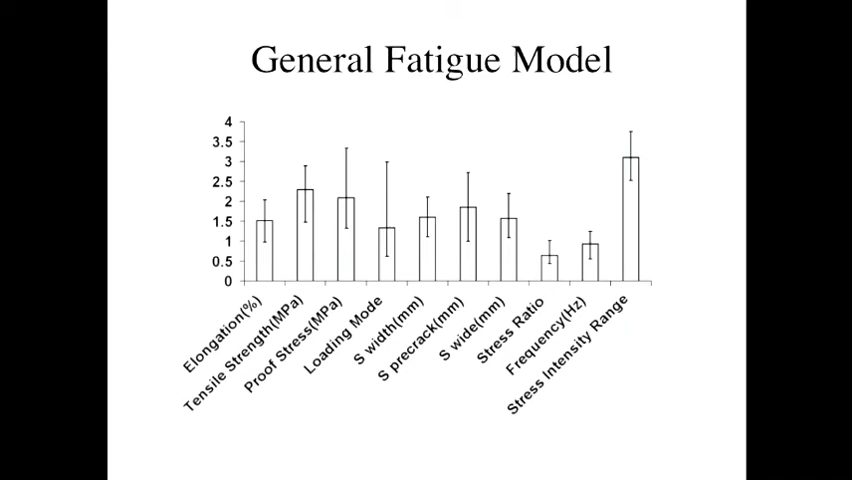 General Fatigue Model
4
3.5
3
2.5
2
1.5
1
0.5
0
Elongation(%)
Tensile Strength(MPa)
Proof Stress(MPa)
Loading Mode
S width(mm)
S precrack(mm)
S wide(mm)
Stress Ratio
Frequency(Hz)
Stress Intensity Range